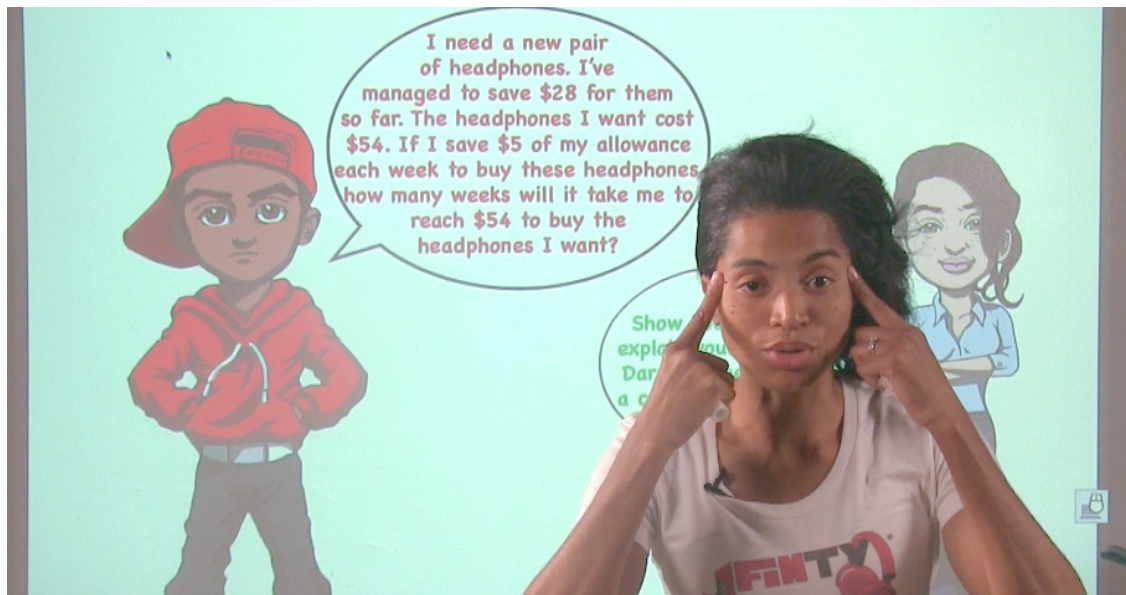 I need a new pair
of headphones. I've
managed to save $28 for them
so far. The headphones I want cost
$54. If I save $5 of my allowance
each week to buy these headphones,
how many weeks will it take me to
reach $54 to buy the
headphones I want?
Show
a